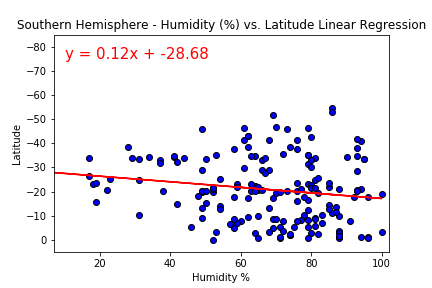 Southern Hemisphere - Humidity (%) vs. Latitude Linear Regression
y = 0.12x + -28.68
−80
−70
−60
−50
−40
−30
−20
−10
0
Latitude
20 40 60 80 100
Humidity %